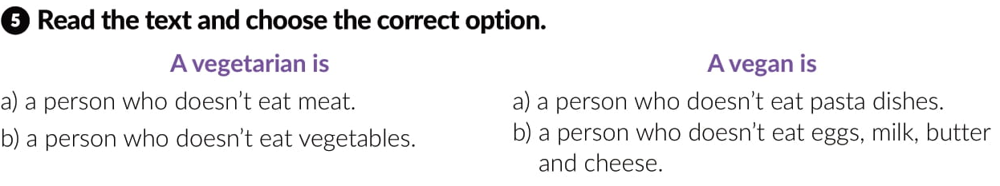 5 Read the text and choose the correct option.
A vegetarian is
a) a person who doesn't eat meat.
b) a person who doesn't eat vegetables.
A vegan is
a) a person who doesn't eat pasta dishes.
b) a person who doesn't eat eggs, milk, butter
and cheese.